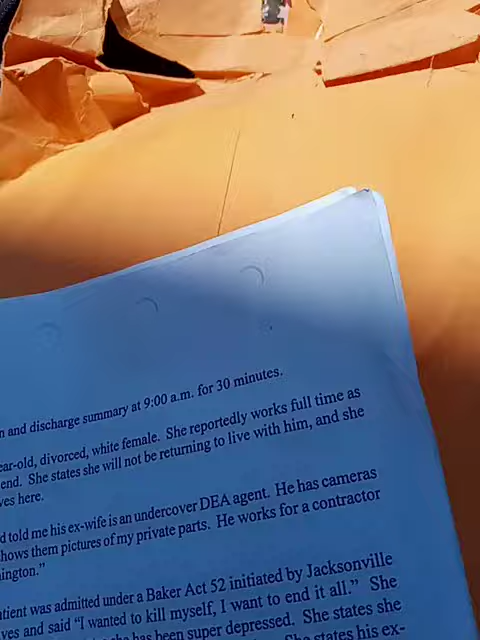 n and discharge summary at 9:00 a.m. for 30 minutes.
ear-old, divorced, white female. She reportedly works full time as
end. She states she will not be returning to live with him, and she
ves here.
d told me his ex-wife is an undercover DEA agent. He has cameras
hows them pictures of my private parts. He works for a contractor
ington."
atient was admitted under a Baker Act 52 initiated by Jacksonville
ves and said "I wanted to kill myself, I want to end it all." She
she has been super depressed. She states she
She states his ex-